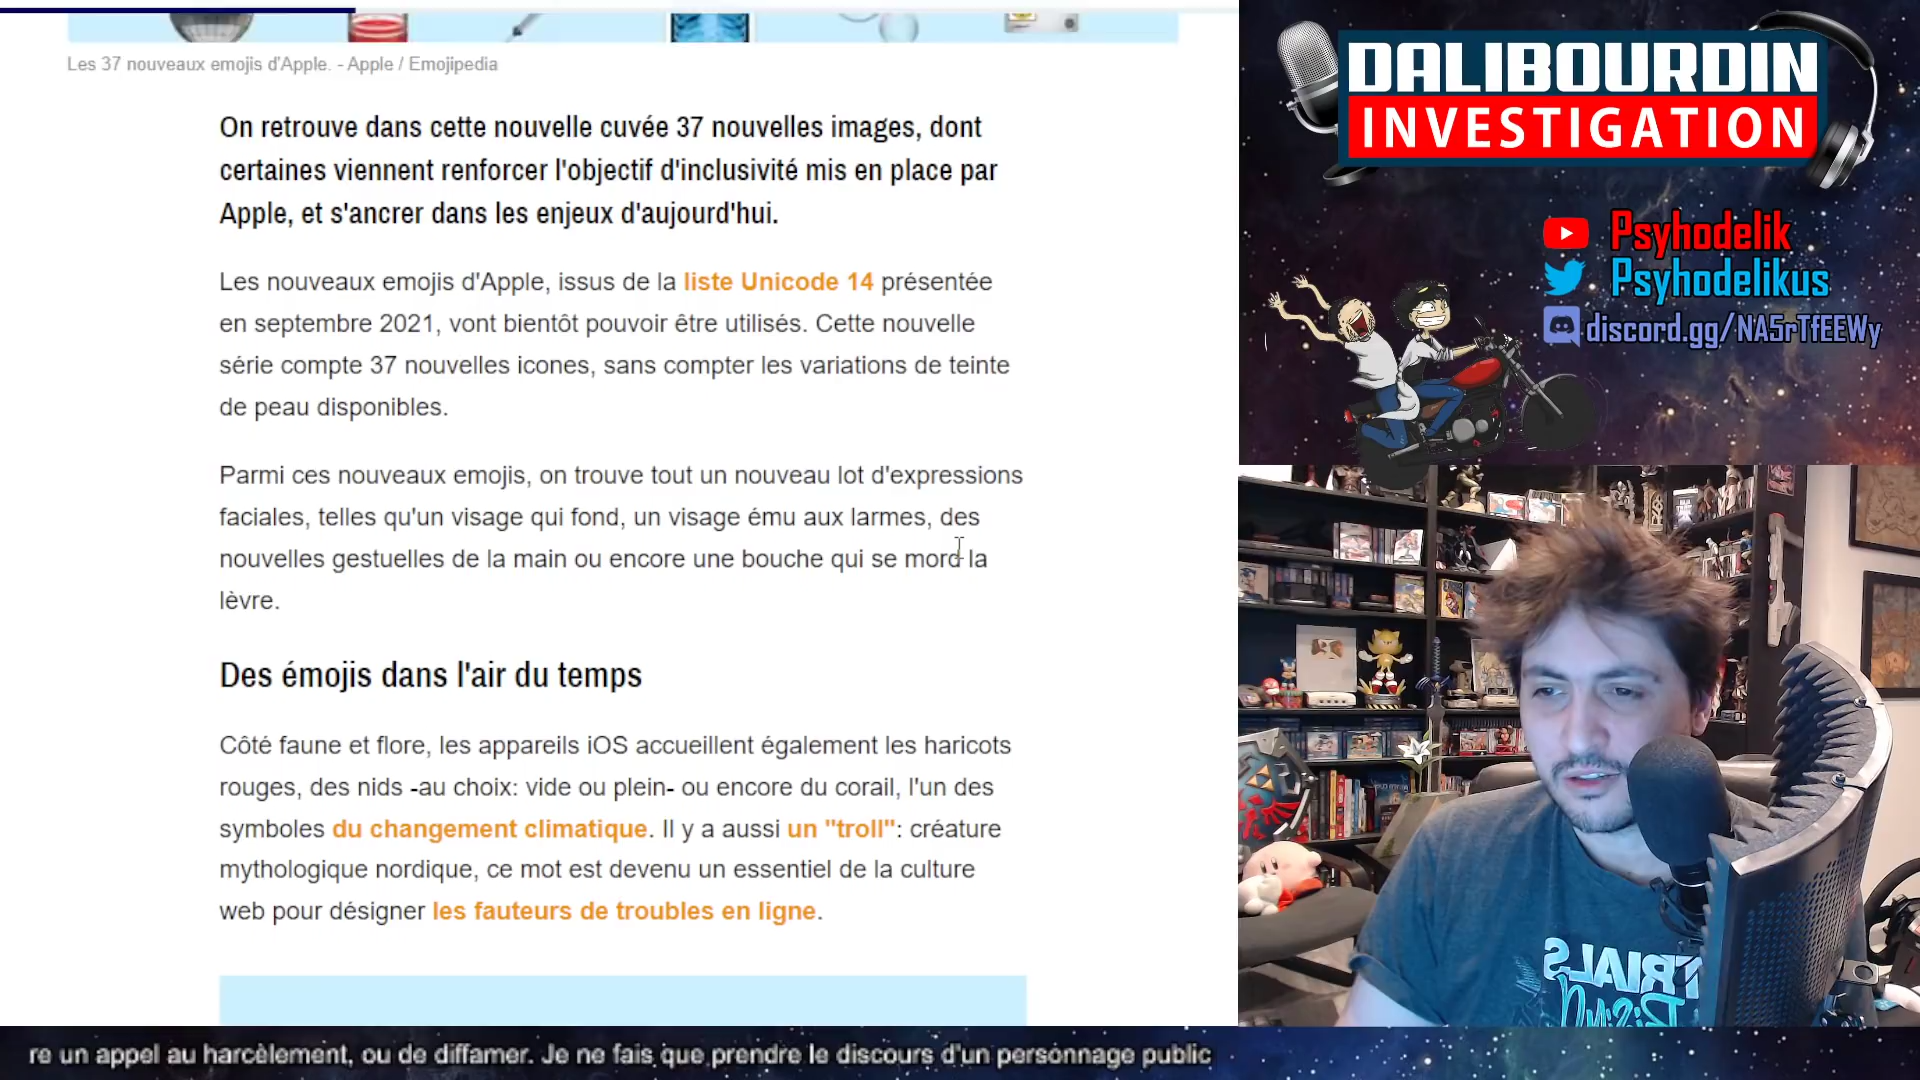 Les 37 nouveaux emojis d'Apple. - Apple / Emojipedia
On retrouve dans cette nouvelle cuvée 37 nouvelles images, dont
certaines viennent renforcer l'objectif d'inclusivité mis en place par
Apple, et s'ancrer dans les enjeux d'aujourd'hui.
Les nouveaux emojis d'Apple, issus de la liste Unicode 14 présentée
en septembre 2021, vont bientôt pouvoir être utilisés. Cette nouvelle
série compte 37 nouvelles icones, sans compter les variations de teinte
de peau disponibles.
Parmi ces nouveaux emojis, on trouve tout un nouveau lot d'expressions
faciales, telles qu'un visage qui fond, un visage ému aux larmes, des
nouvelles gestuelles de la main ou encore une bouche qui se mord la
lèvre.
Des émojis dans l'air du temps
Côté faune et flore, les appareils iOS accueillent également les haricots
rouges, des nids -au choix: vide ou plein- ou encore du corail, l'un des
symboles du changement climatique. Il y a aussi un "troll": créature
mythologique nordique, ce mot est devenu un essentiel de la culture
web pour désigner les fauteurs de troubles en ligne.
DALIBOURDIN
INVESTIGATION
Psyhodelik
Psyhodelikus
discord.gg/NA5rTfEEWy
TRIALS
RISING
re un appel au harcèlement, ou de diffamer. Je ne fais que prendre le discours d'un personnage public